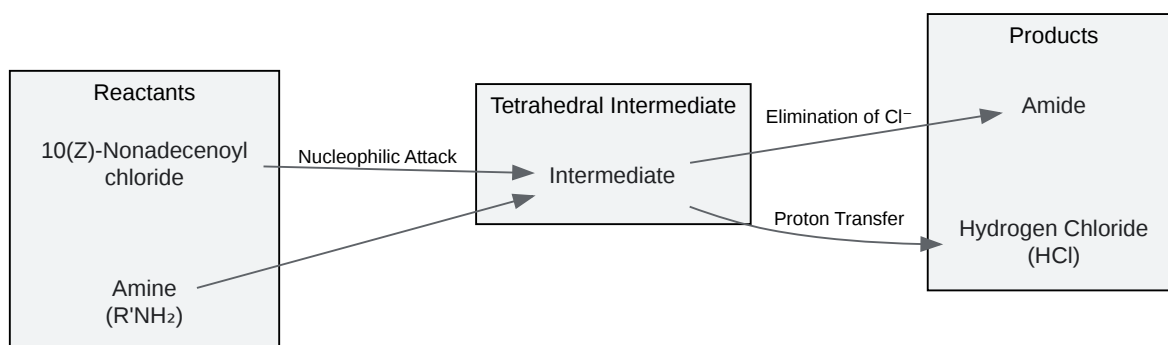 Reactants
10(Z)-Nonadecenoyl
chloride
Amine
(R'NH₂)
Nucleophilic Attack
Tetrahedral Intermediate
Intermediate
Elimination of Cl⁻
Proton Transfer
Products
Amide
Hydrogen Chloride
(HCl)